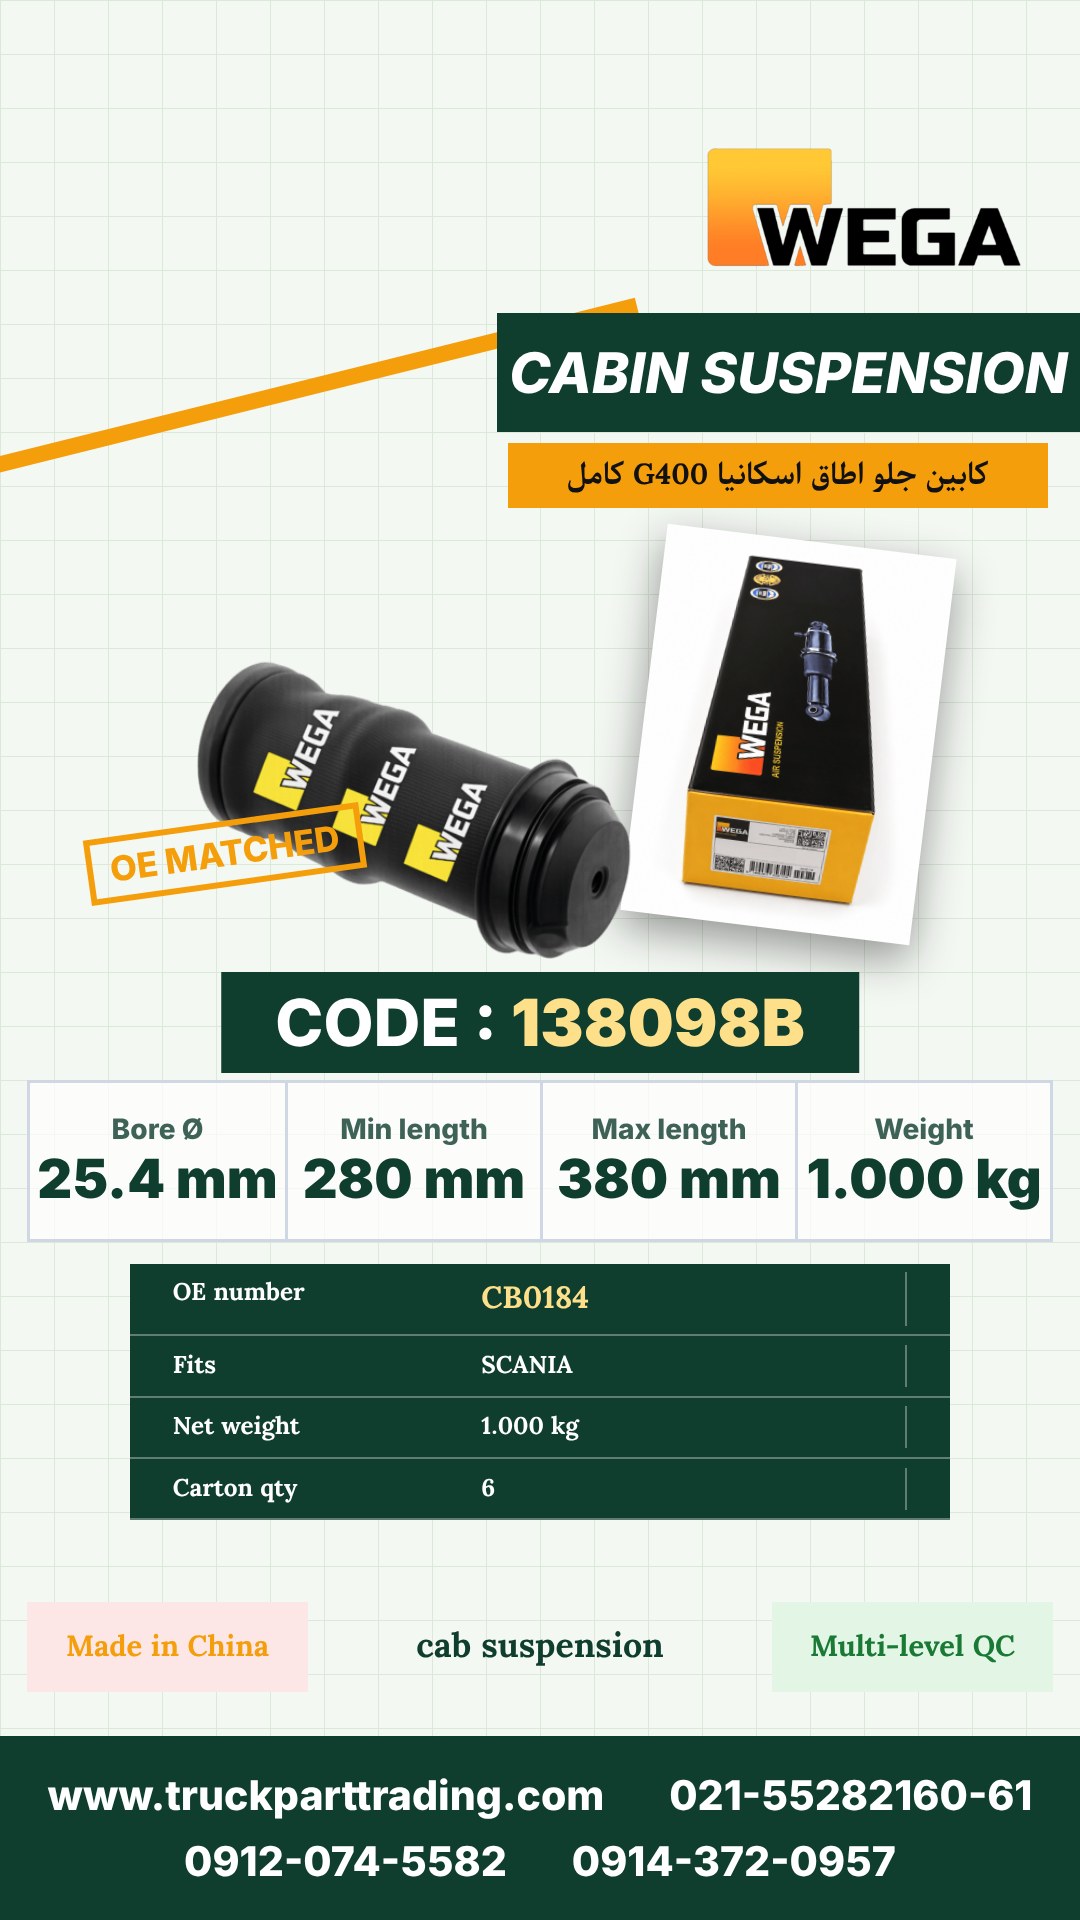 WEGA
CABIN SUSPENSION
کابین جلو اطاق اسکانیا G400 کامل
WEGA
AIR SUSPENSION
WEGA
WEGA
WEGA
WEGA
OE MATCHED
CODE : 138098B
Bore Ø
Min length
Max length
Weight
25.4 mm
280 mm
380 mm
1.000 kg
OE number
CB0184
Fits
SCANIA
Net weight
1.000 kg
Carton qty
6
Made in China
cab suspension
Multi-level QC
www.truckparttrading.com
021-55282160-61
0912-074-5582
0914-372-0957